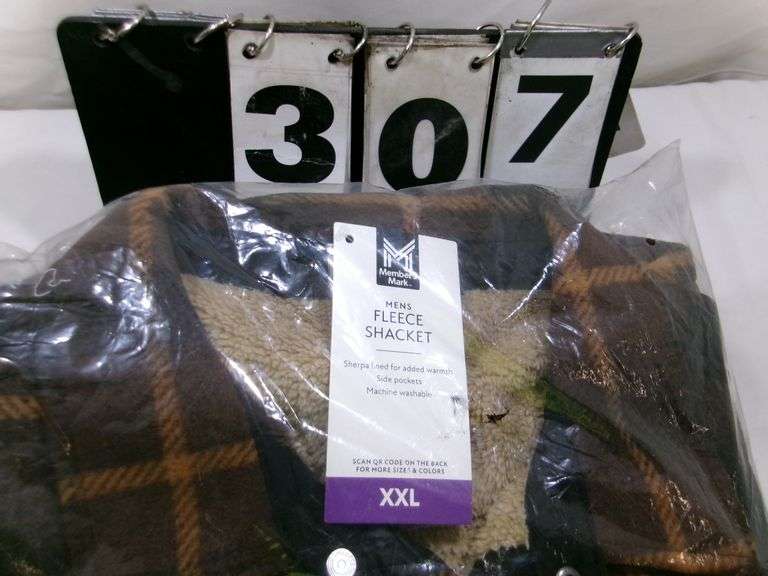 307
Member's
Mark™
MENS
FLEECE
SHACKET
Sherpa lined for added warmth
Side pockets
Machine washable
SCAN QR CODE ON THE BACK
FOR MORE SIZES & COLORS
XXL